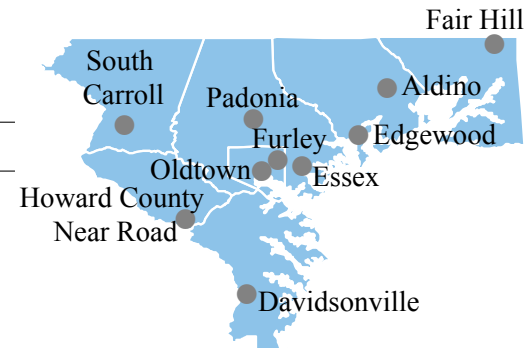 Fair Hill
South
Carroll
Aldino
Padonia
Edgewood
Furley
Oldtown
Essex
Howard County
Near Road
Davidsonville